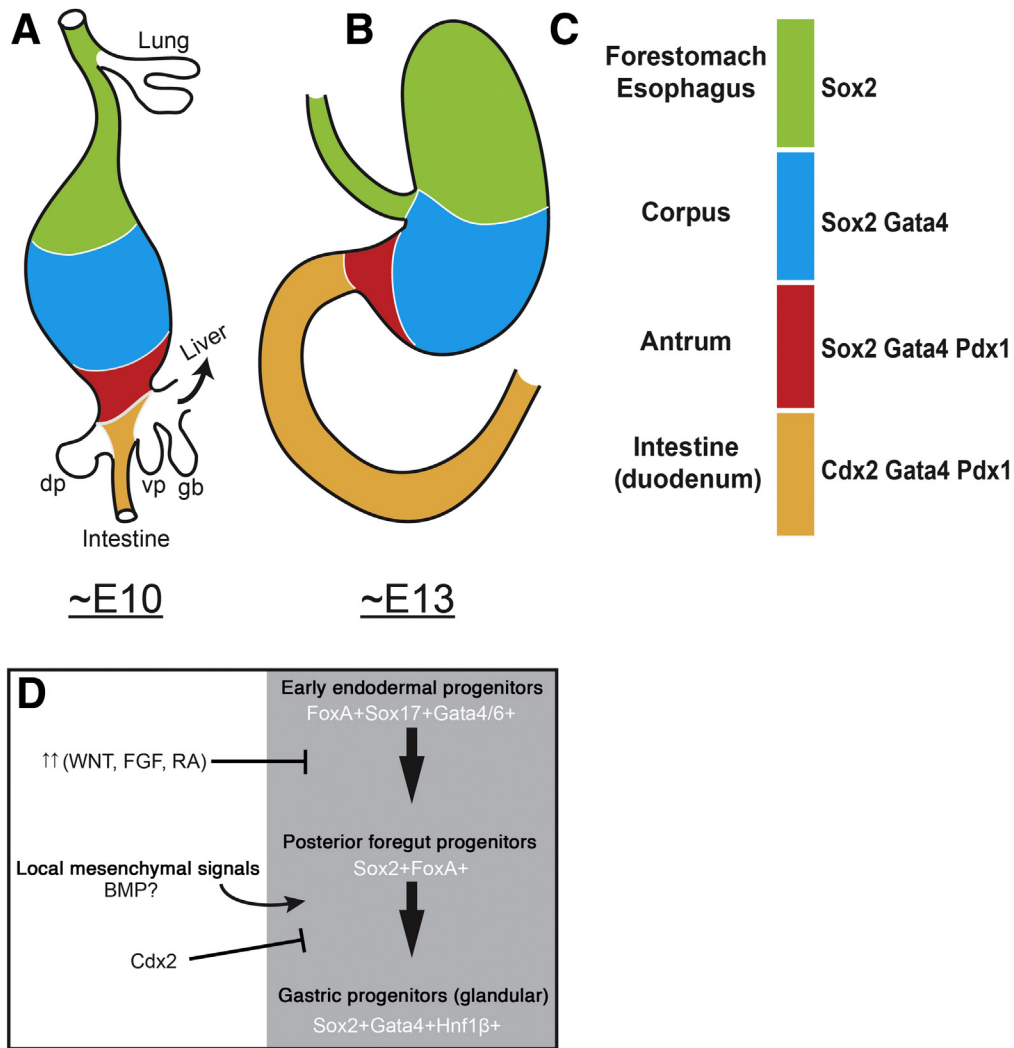 A
Lung
Liver
dp
vp
gb
Intestine
~E10
B
~E13
C
Forestomach
Esophagus
Sox2
Corpus
Sox2 Gata4
Antrum
Sox2 Gata4 Pdx1
Intestine
(duodenum)
Cdx2 Gata4 Pdx1
D
Early endodermal progenitors
FoxA+Sox17+Gata4/6+
↑↑ (WNT, FGF, RA)
Posterior foregut progenitors
Sox2+FoxA+
Local mesenchymal signals
BMP?
Cdx2
Gastric progenitors (glandular)
Sox2+Gata4+Hnf1β+